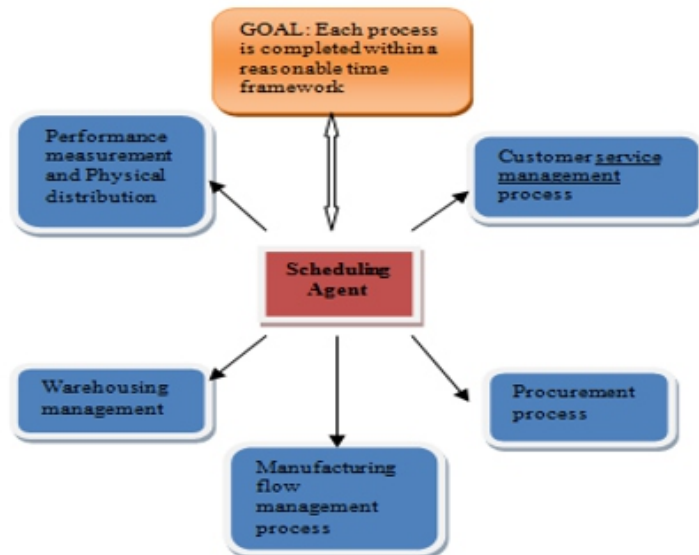 GOAL: Each process
is completed within a
reasonable time
framework
Performance
measurement
and Physical
distribution
Customer service
management
process
Scheduling
Agent
Warehousing
management
Procurement
process
Manufacturing
flow
management
process